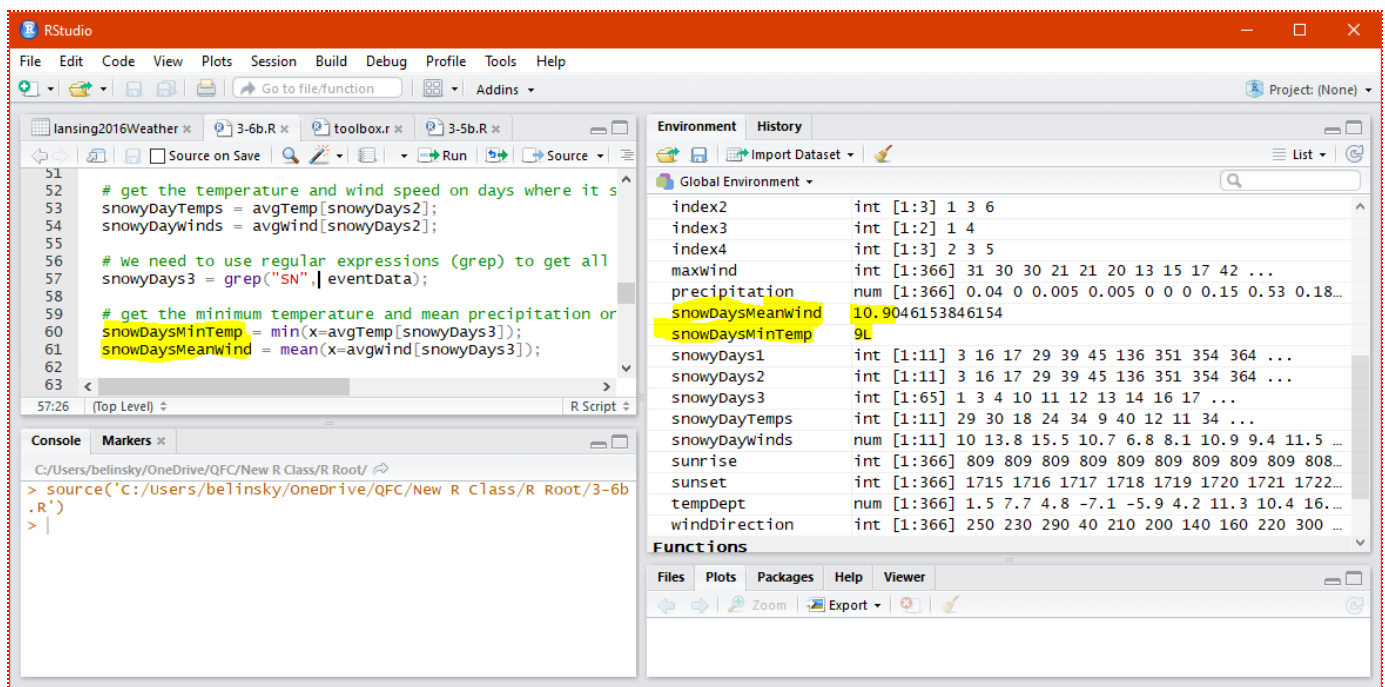 RStudio
File Edit Code View Plots Session Build Debug Profile Tools Help
Go to file/function Addins Project: (None)
lansing2016Weather 3-6b.R toolbox.r 3-5b.R
Source on Save Run Source
51
52 # get the temperature and wind speed on days where it s
53 snowyDayTemps = avgTemp[snowyDays2];
54 snowyDayWinds = avgWind[snowyDays2];
55
56 # We need to use regular expressions (grep) to get all
57 snowyDays3 = grep("SN", eventData);
58
59 # get the minimum temperature and mean precipitation on
60 snowDaysMinTemp = min(x=avgTemp[snowyDays3]);
61 snowDaysMeanWind = mean(x=avgWind[snowyDays3]);
62
63
57:26 (Top Level) R Script
Console Markers
C:/Users/belinsky/OneDrive/QFC/New R Class/R Root/
> source('C:/Users/belinsky/OneDrive/QFC/New R Class/R Root/3-6b
.R')
>
Environment History
Import Dataset List
Global Environment
index2 int [1:3] 1 3 6
index3 int [1:2] 1 4
index4 int [1:3] 2 3 5
maxWind int [1:366] 31 30 30 21 21 20 13 15 17 42 ...
precipitation num [1:366] 0.04 0 0.005 0.005 0 0 0 0.15 0.53 0.18…
snowDaysMeanWind 10.9046153846154
snowDaysMinTemp 9L
snowyDays1 int [1:11] 3 16 17 29 39 45 136 351 354 364 ...
snowyDays2 int [1:11] 3 16 17 29 39 45 136 351 354 364 ...
snowyDays3 int [1:65] 1 3 4 10 11 12 13 14 16 17 ...
snowyDayTemps int [1:11] 29 30 18 24 34 9 40 12 11 34 ...
snowyDayWinds num [1:11] 10 13.8 15.5 10.7 6.8 8.1 10.9 9.4 11.5 …
sunrise int [1:366] 809 809 809 809 809 809 809 809 809 808…
sunset int [1:366] 1715 1716 1717 1718 1719 1720 1721 1722…
tempDept num [1:366] 1.5 7.7 4.8 -7.1 -5.9 4.2 11.3 10.4 16.…
windDirection int [1:366] 250 230 290 40 210 200 140 160 220 300 …
Functions
Files Plots Packages Help Viewer
Zoom Export